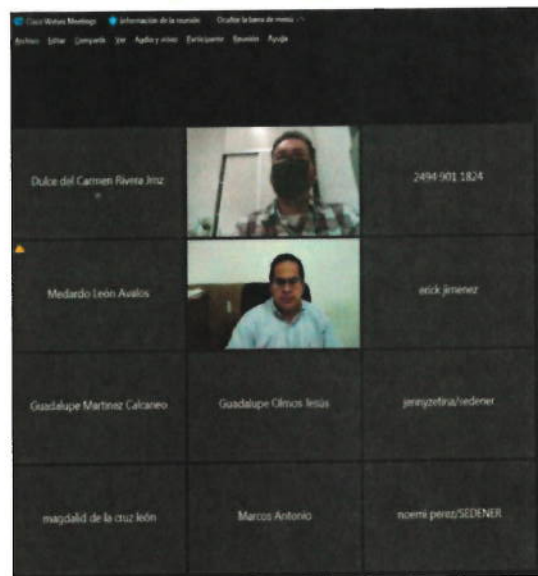 Cisco Webex Meetings Información de la reunión Ocultar la barra de menú
Archivo Editar Compartir Ver Audio y vídeo Participante Reunión Ayuda
Dulce del Carmen Rivera Jmz
2494 901 1824
Medardo León Avalos
erick jimenez
Guadalupe Martinez Calcaneo
Guadalupe Olmos Jesús
jennyzetina/sedener
magdalid de la cruz león
Marcos Antonio
noemi perez/SEDENER